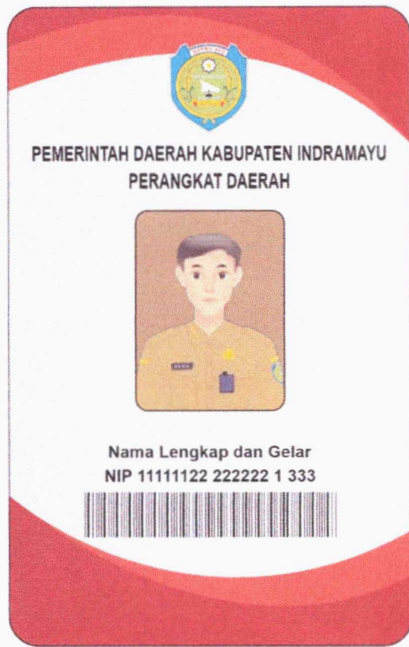 PEMERINTAH DAERAH KABUPATEN INDRAMAYU
PERANGKAT DAERAH
Nama Lengkap dan Gelar
NIP 11111122 222222 1 333